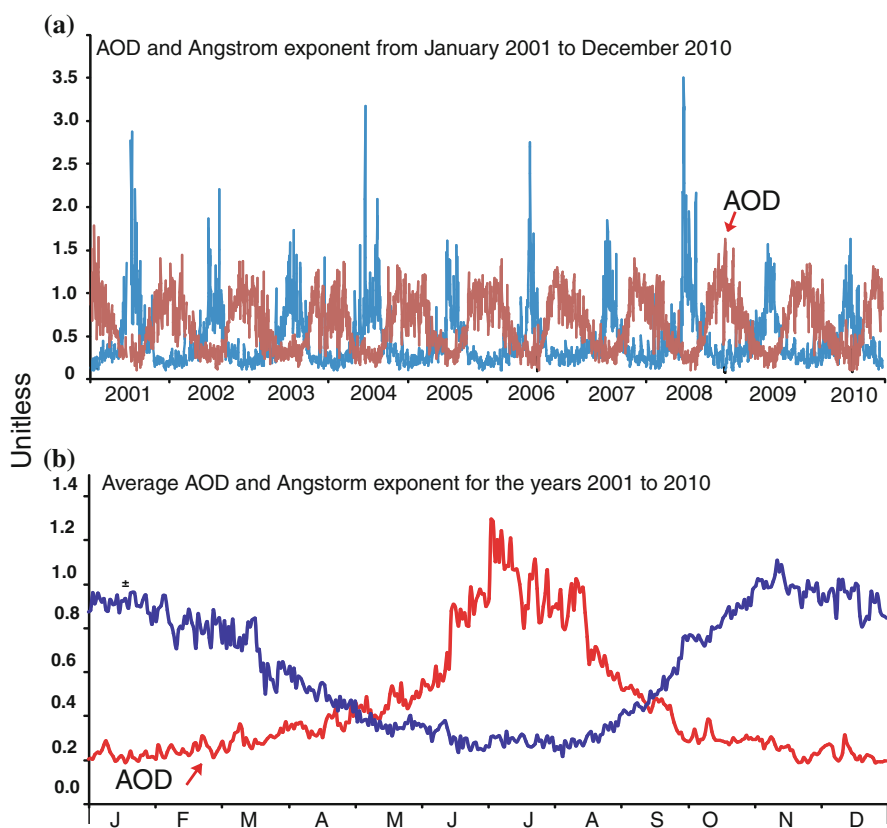 (a)
AOD and Angstrom exponent from January 2001 to December 2010
3.5
3.0
2.5
2.0
1.5
1.0
0.5
0
AOD
2001 2002 2003 2004 2005 2006 2007 2008 2009 2010
Unitless
(b)
Average AOD and Angstorm exponent for the years 2001 to 2010
1.4
1.2
1.0
0.8
0.6
0.4
0.2
0.0
±
AOD
J F M A M J J A S O N D